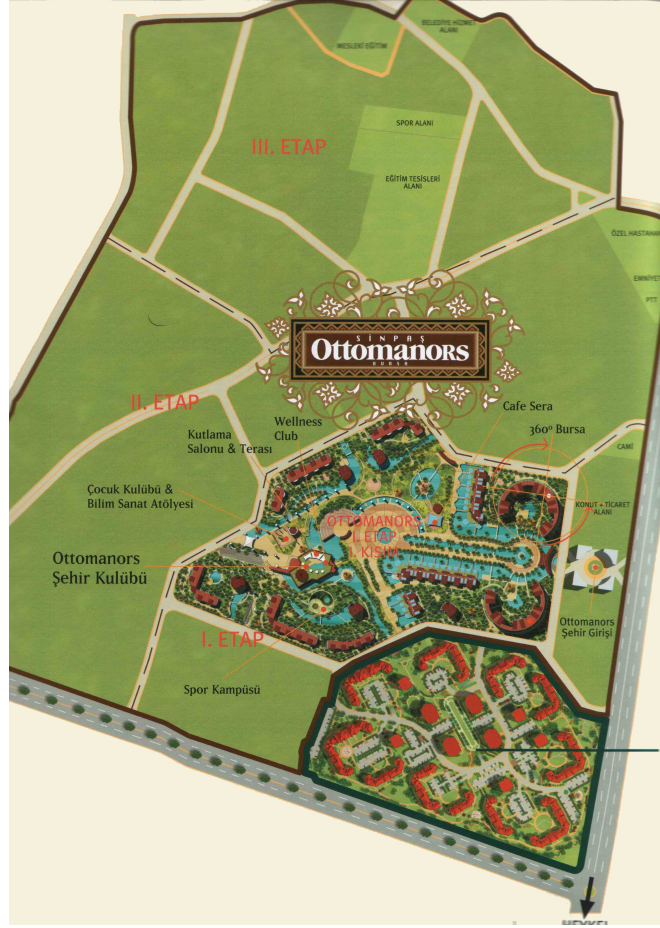 BELEDİYE HİZMET
ALANI
MESLEKİ EĞİTİM
SPOR ALANI
III. ETAP
EĞİTİM TESİSLERİ
ALANI
ÖZEL HASTAHAN
EMNİYET
PTT
SİNPAŞ
OTTOMANORS
BURSA
II. ETAP
Cafe Sera
Wellness
Club
360º Bursa
Kutlama
Salonu & Terası
CAMİ
Çocuk Kulübü &
Bilim Sanat Atölyesi
KONUT + TİCARET
ALANI
OTTOMANORS
I. ETAP
I. KISIM
Ottomanors
Şehir Kulübü
Ottomanors
Şehir Girişi
I. ETAP
Spor Kampüsü
HEYKEL